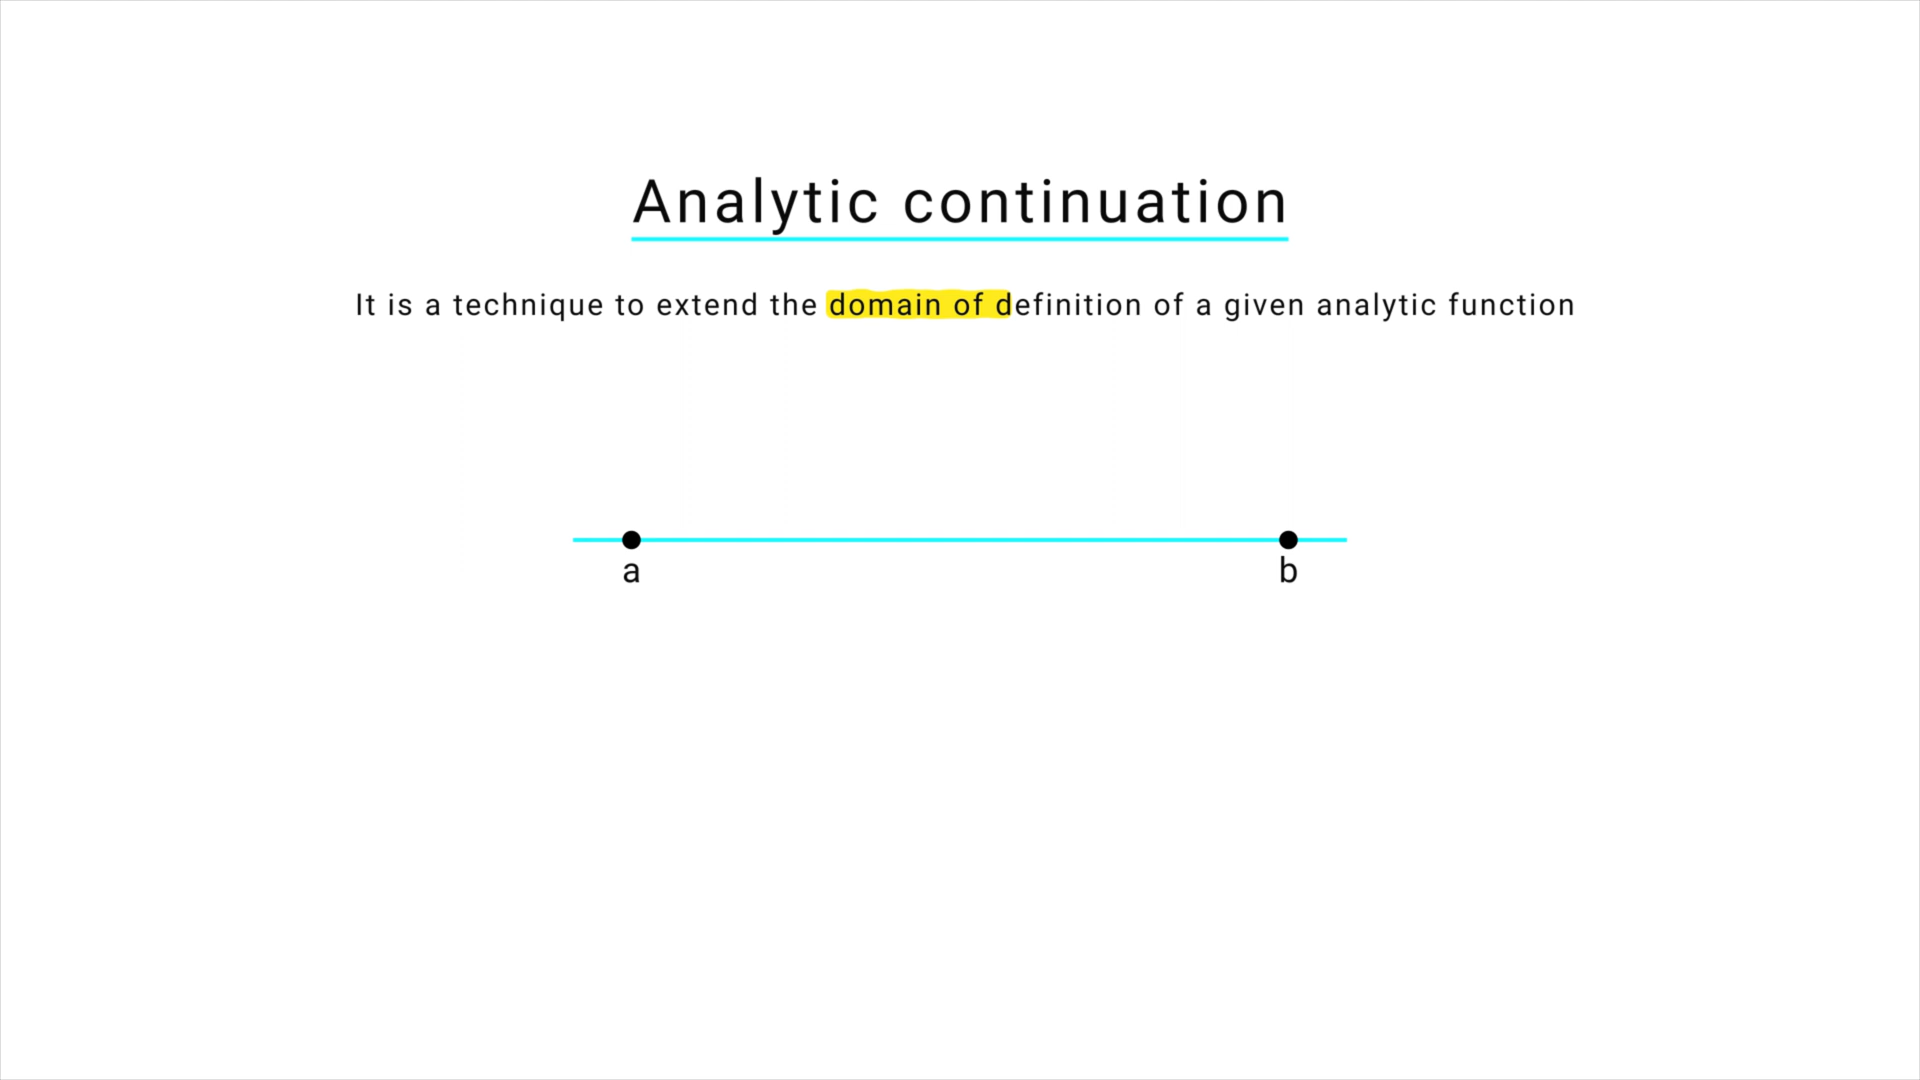 Analytic continuation
It is a technique to extend the domain of definition of a given analytic function
a b